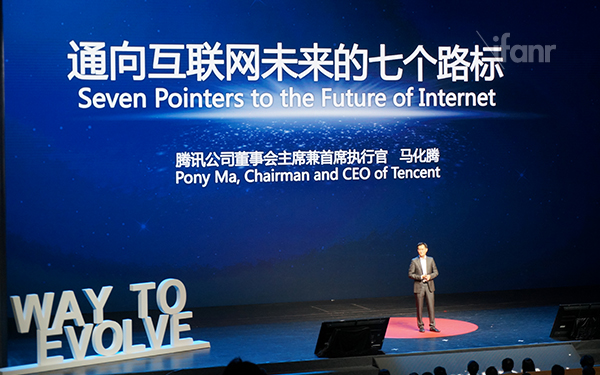 ifanr
通向互联网未来的七个路标
Seven Pointers to the Future of Internet
腾讯公司董事会主席兼首席执行官 马化腾
Pony Ma, Chairman and CEO of Tencent
WAY TO
EVOLVE